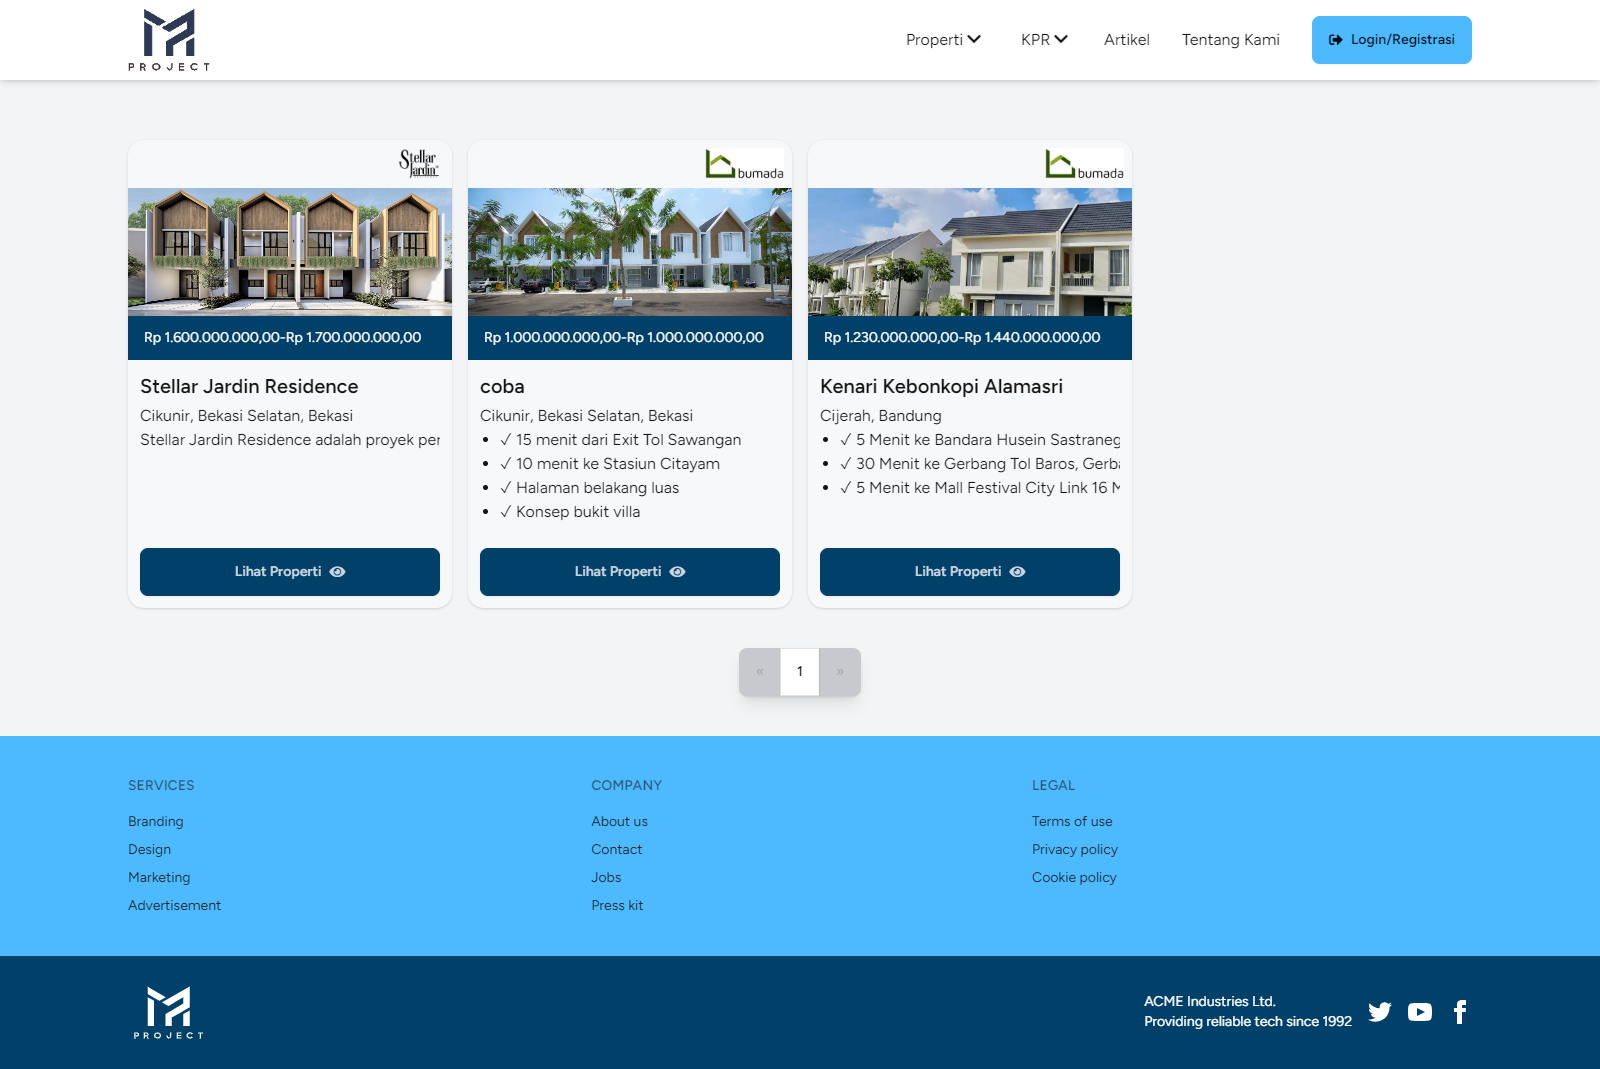 PROJECT
Properti
KPR
Artikel
Tentang Kami
Login/Registrasi
Stellar
Jardin
bumada
bumada
Rp 1.600.000.000,00-Rp 1.700.000.000,00
Rp 1.000.000.000,00-Rp 1.000.000.000,00
Rp 1.230.000.000,00-Rp 1.440.000.000,00
Stellar Jardin Residence
Cikunir, Bekasi Selatan, Bekasi
Stellar Jardin Residence adalah proyek per
Lihat Properti
coba
Cikunir, Bekasi Selatan, Bekasi
• ✓ 15 menit dari Exit Tol Sawangan
• ✓ 10 menit ke Stasiun Citayam
• ✓ Halaman belakang luas
• ✓ Konsep bukit villa
Lihat Properti
Kenari Kebonkopi Alamasri
Cijerah, Bandung
• ✓ 5 Menit ke Bandara Husein Sastraneg
• ✓ 30 Menit ke Gerbang Tol Baros, Gerba
• ✓ 5 Menit ke Mall Festival City Link 16 M
Lihat Properti
« 1 »
SERVICES
Branding
Design
Marketing
Advertisement
COMPANY
About us
Contact
Jobs
Press kit
LEGAL
Terms of use
Privacy policy
Cookie policy
PROJECT
ACME Industries Ltd.
Providing reliable tech since 1992